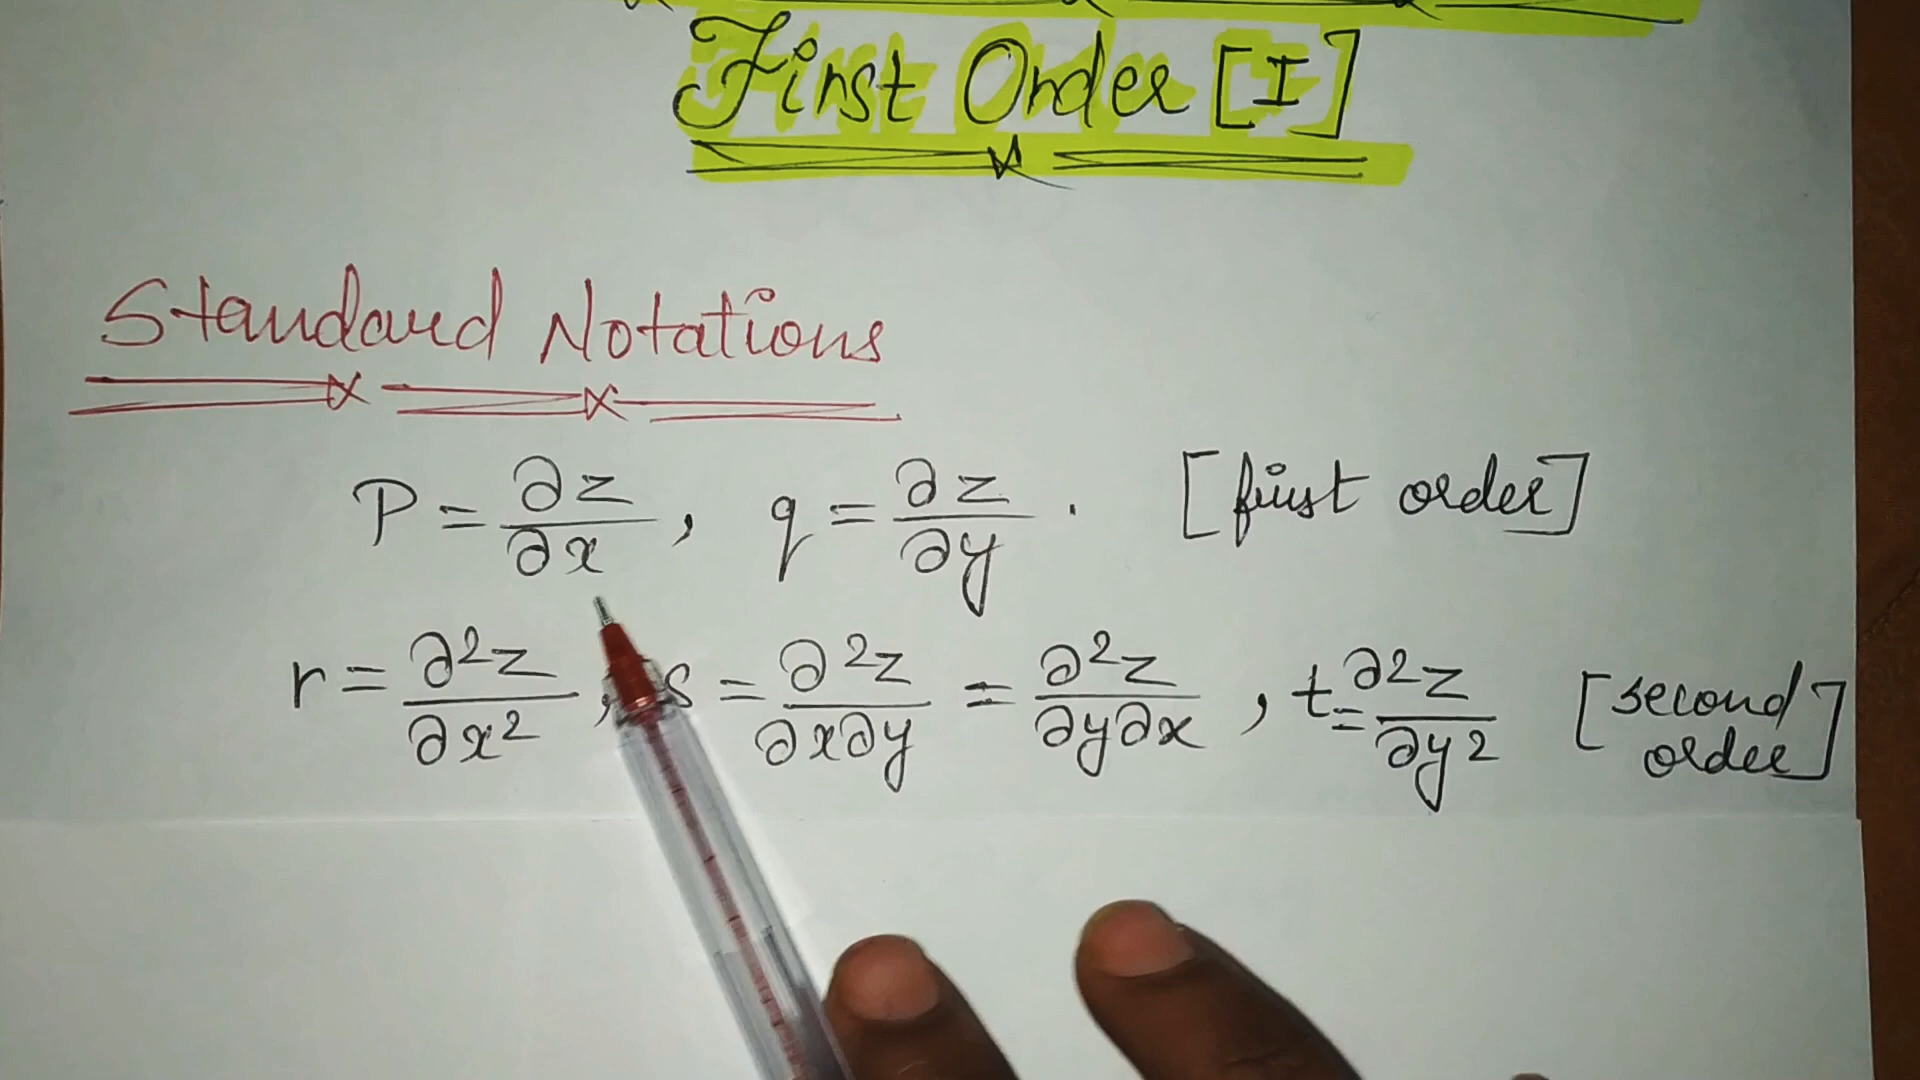 First Order [I]
Standard Notations
P = ∂z/∂x , q = ∂z/∂y . [first order]
r = ∂²z/∂x² , s = ∂²z/∂x∂y = ∂²z/∂y∂x , t = ∂²z/∂y² [second order]